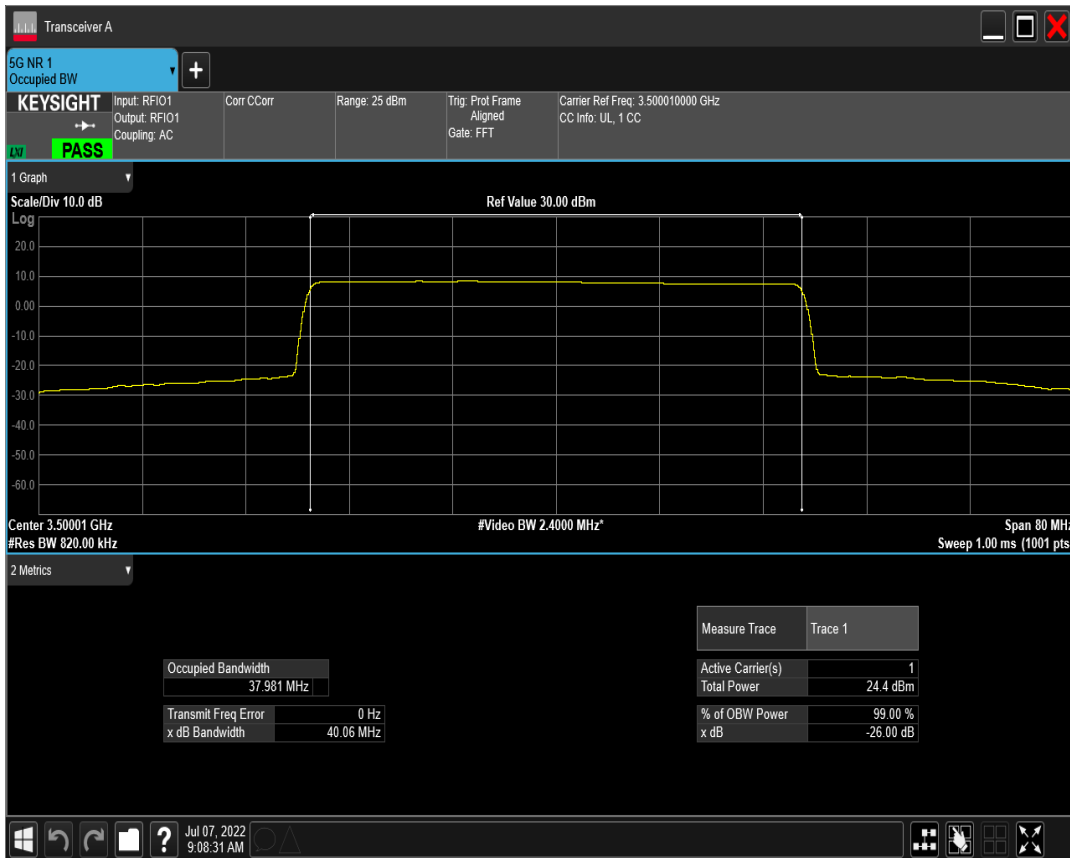 Transceiver A
5G NR 1
Occupied BW
KEYSIGHT
LXI
PASS
Input: RFIO1
Output: RFIO1
Coupling: AC
Corr CCorr
Range: 25 dBm
Trig: Prot Frame
Aligned
Gate: FFT
Carrier Ref Freq: 3.500010000 GHz
CC Info: UL, 1 CC
1 Graph
Scale/Div 10.0 dB
Ref Value 30.00 dBm
Log
20.0
10.0
0.00
-10.0
-20.0
-30.0
-40.0
-50.0
-60.0
Center 3.50001 GHz
#Video BW 2.4000 MHz*
Span 80 MHz
#Res BW 820.00 kHz
Sweep 1.00 ms (1001 pts
2 Metrics
Measure Trace Trace 1
Occupied Bandwidth
37.981 MHz
Active Carrier(s) 1
Total Power 24.4 dBm
Transmit Freq Error 0 Hz
x dB Bandwidth 40.06 MHz
% of OBW Power 99.00 %
x dB -26.00 dB
?
Jul 07, 2022
9:08:31 AM